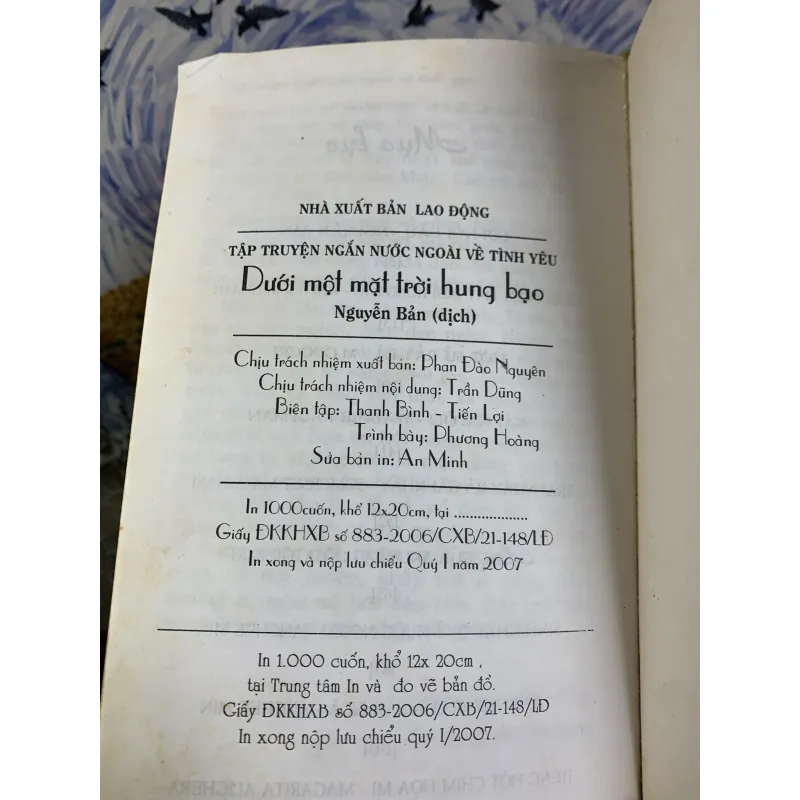 NHÀ XUẤT BẢN LAO ĐỘNG
TẬP TRUYỆN NGẮN NƯỚC NGOÀI VỀ TÌNH YÊU
Dưới một mặt trời hung bạo
Nguyễn Bản (dịch)
Chịu trách nhiệm xuất bản: Phan Đào Nguyên
Chịu trách nhiệm nội dung: Trần Dũng
Biên tập: Thanh Bình - Tiến Lợi
Trình bày: Phương Hoàng
Sửa bản in: An Minh
In 1000cuốn, khổ 12x20cm, tại ...................
Giấy ĐKKHXB số 883-2006/CXB/21-148/LĐ
In xong và nộp lưu chiểu Quý I năm 2007
In 1.000 cuốn, khổ 12x 20cm ,
tại Trung tâm In và đo vẽ bản đồ.
Giấy ĐKKHXB số 883-2006/CXB/21-148/LĐ
In xong nộp lưu chiểu quý I/2007.